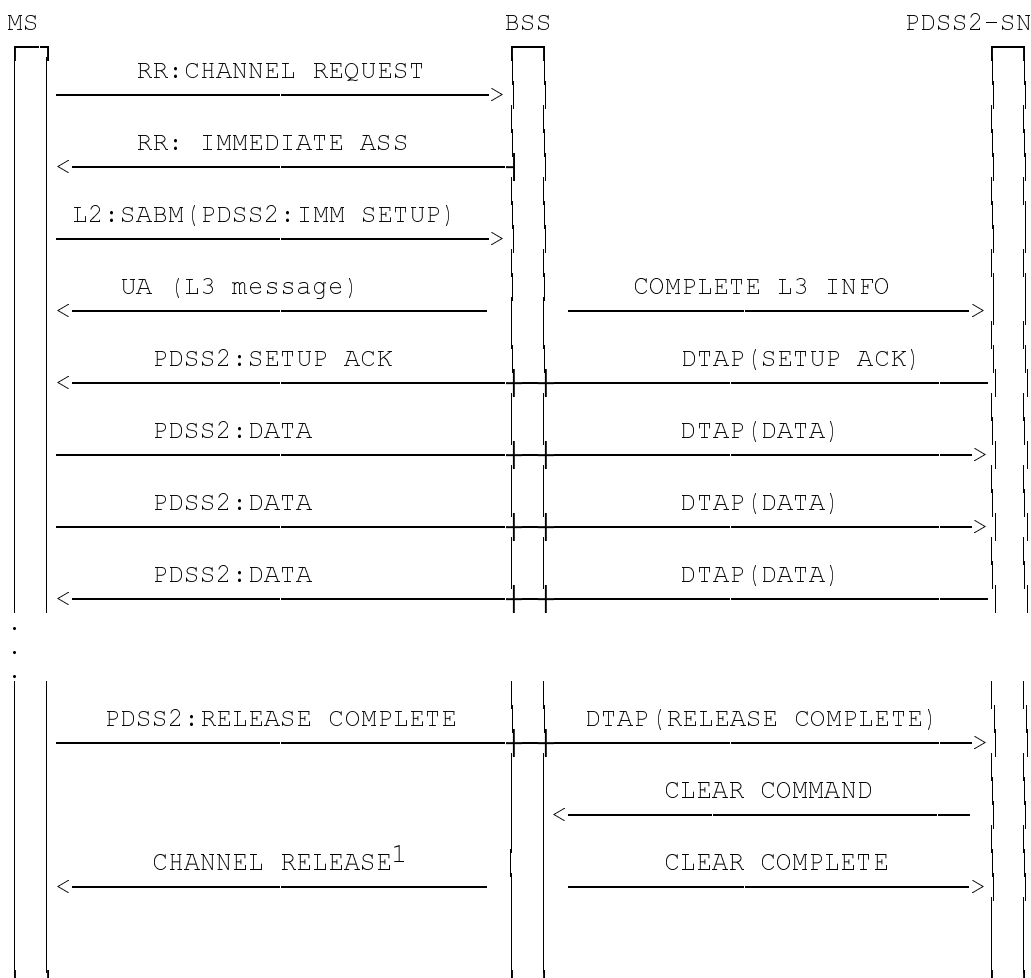 MS BSS PDSS2-SN
RR:CHANNEL REQUEST
RR: IMMEDIATE ASS
L2:SABM(PDSS2:IMM SETUP)
UA (L3 message) COMPLETE L3 INFO
PDSS2:SETUP ACK DTAP(SETUP ACK)
PDSS2:DATA DTAP(DATA)
PDSS2:DATA DTAP(DATA)
PDSS2:DATA DTAP(DATA)
.
.
.
PDSS2:RELEASE COMPLETE DTAP(RELEASE COMPLETE)
CLEAR COMMAND
CHANNEL RELEASE1 CLEAR COMPLETE